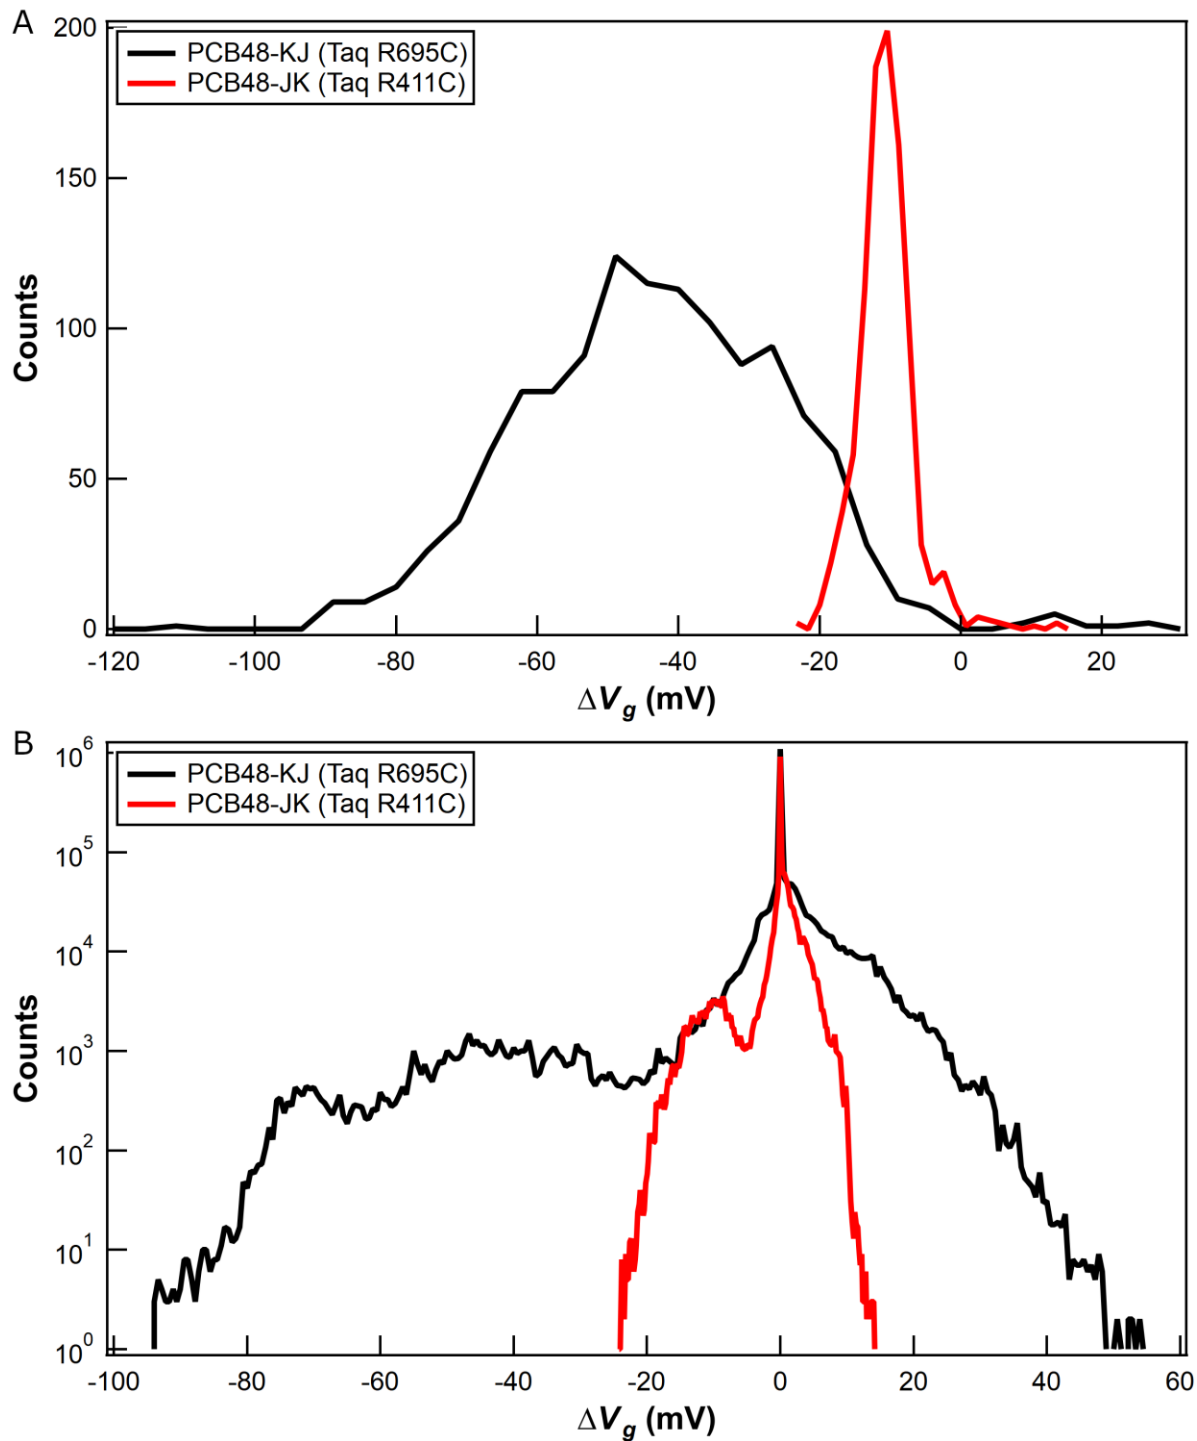 A
PCB48-KJ (Taq R695C)
PCB48-JK (Taq R411C)
200
150
100
50
0
Counts
-120 -100 -80 -60 -40 -20 0 20
ΔVg (mV)
B
PCB48-KJ (Taq R695C)
PCB48-JK (Taq R411C)
10^6
10^5
10^4
10^3
10^2
10^1
10^0
Counts
-100 -80 -60 -40 -20 0 20 40 60
ΔVg (mV)